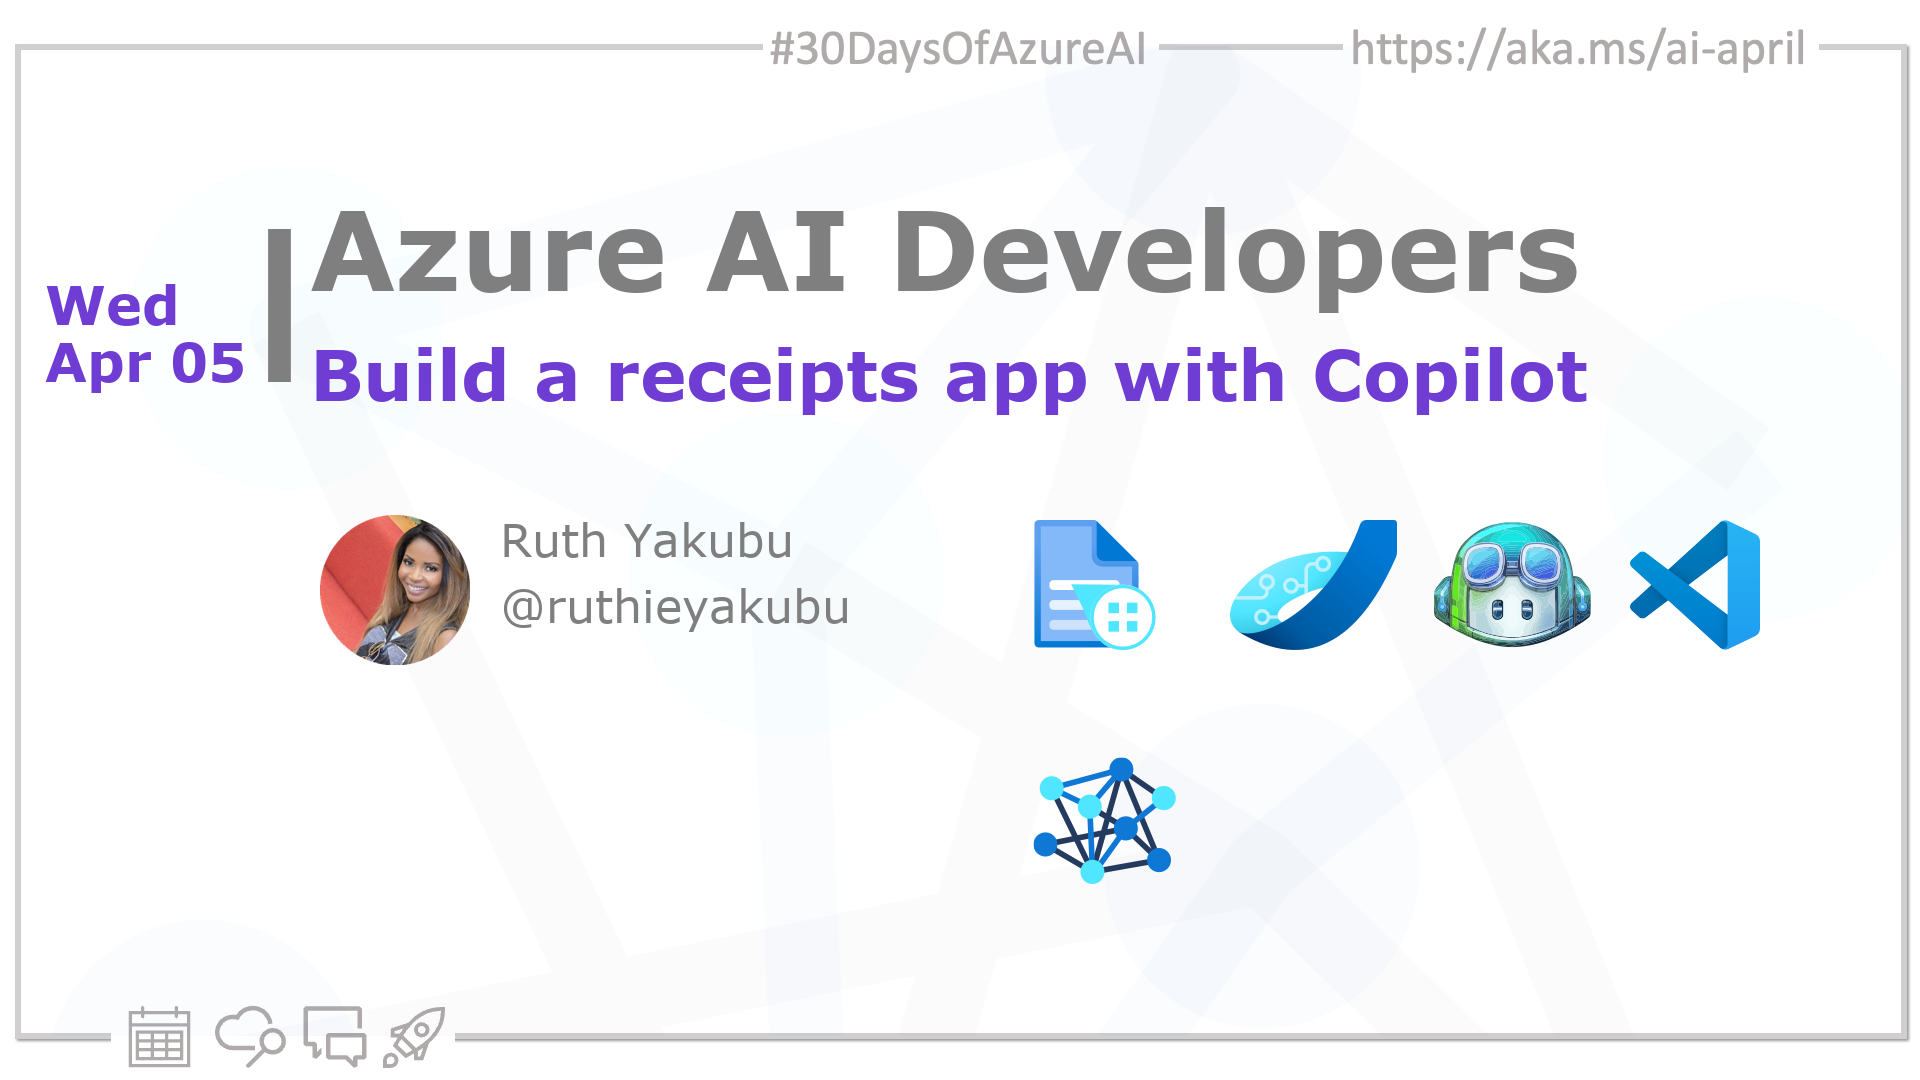 #30DaysOfAzureAI
https://aka.ms/ai-april
Wed
Apr 05
Azure AI Developers
Build a receipts app with Copilot
Ruth Yakubu
@ruthieyakubu